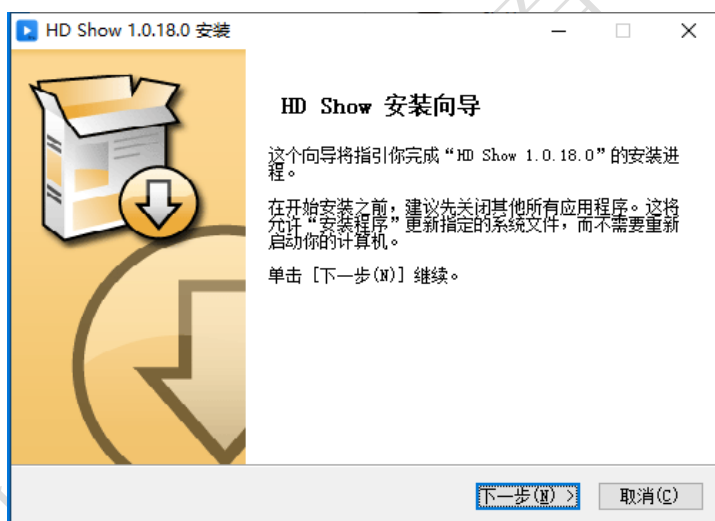 HD Show 1.0.18.0 安装
HD Show 安装向导
这个向导将指引你完成“HD Show 1.0.18.0”的安装进
程。
在开始安装之前，建议先关闭其他所有应用程序。这将
允许“安装程序”更新指定的系统文件，而不需要重新
启动你的计算机。
单击 [下一步(N)] 继续。
下一步(N) >
取消(C)